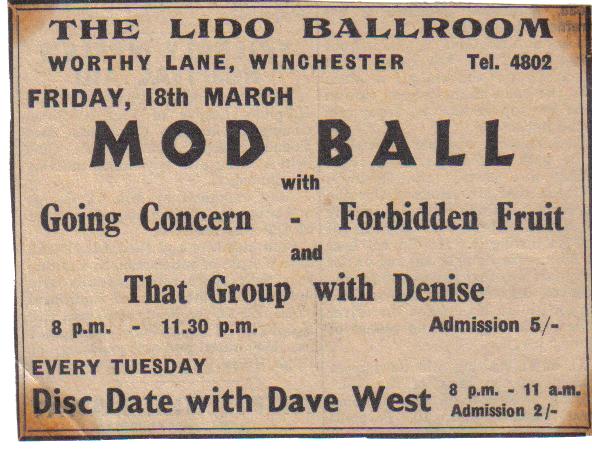 THE LIDO BALLROOM
WORTHY LANE, WINCHESTER Tel. 4802
FRIDAY, 18th MARCH
MOD BALL
with
Going Concern - Forbidden Fruit
and
That Group with Denise
8 p.m. - 11.30 p.m. Admission 5/-
EVERY TUESDAY
Disc Date with Dave West 8 p.m. - 11 a.m.
Admission 2/-